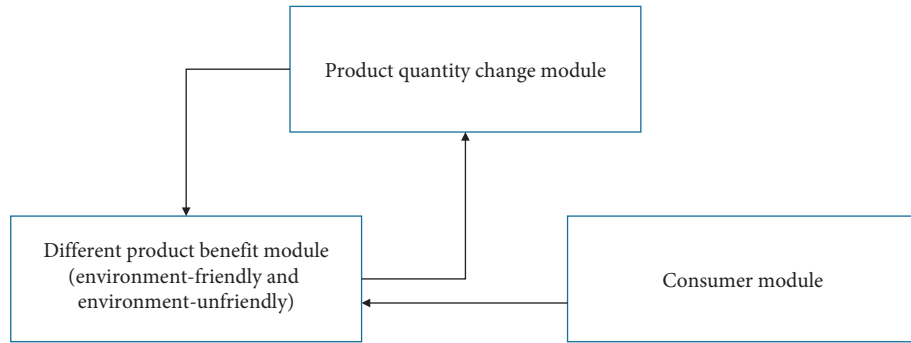 Product quantity change module
Different product benefit module
(environment-friendly and
environment-unfriendly)
Consumer module